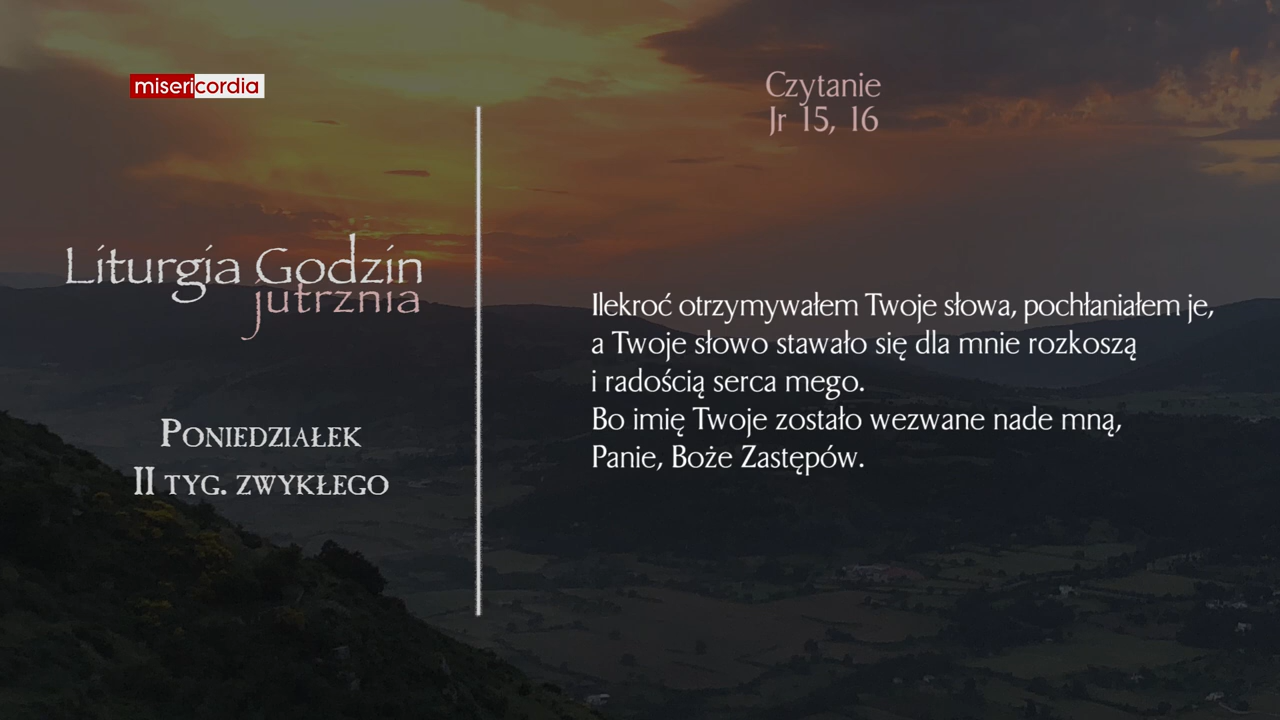 misericordia
Liturgia Godzin
jutrznia
Poniedziałek
II tyg. zwykłego
Czytanie
Jr 15, 16
Ilekroć otrzymywałem Twoje słowa, pochłaniałem je,
a Twoje słowo stawało się dla mnie rozkoszą
i radością serca mego.
Bo imię Twoje zostało wezwane nade mną,
Panie, Boże Zastępów.